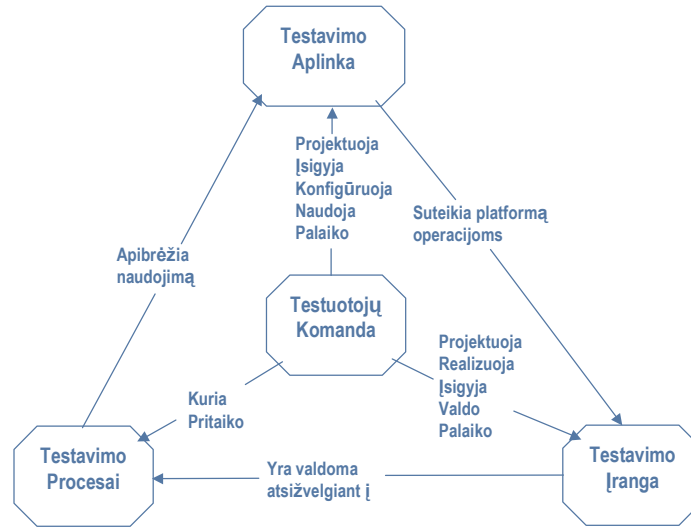 Testavimo
Aplinka
Projektuoja
Įsigyja
Konfigūruoja
Naudoja
Palaiko
Suteikia platformą
operacijoms
Apibrėžia
naudojimą
Testuotojų
Komanda
Projektuoja
Realizuoja
Įsigyja
Valdo
Palaiko
Kuria
Pritaiko
Testavimo
Procesai
Yra valdoma
atsižvelgiant į
Testavimo
Įranga